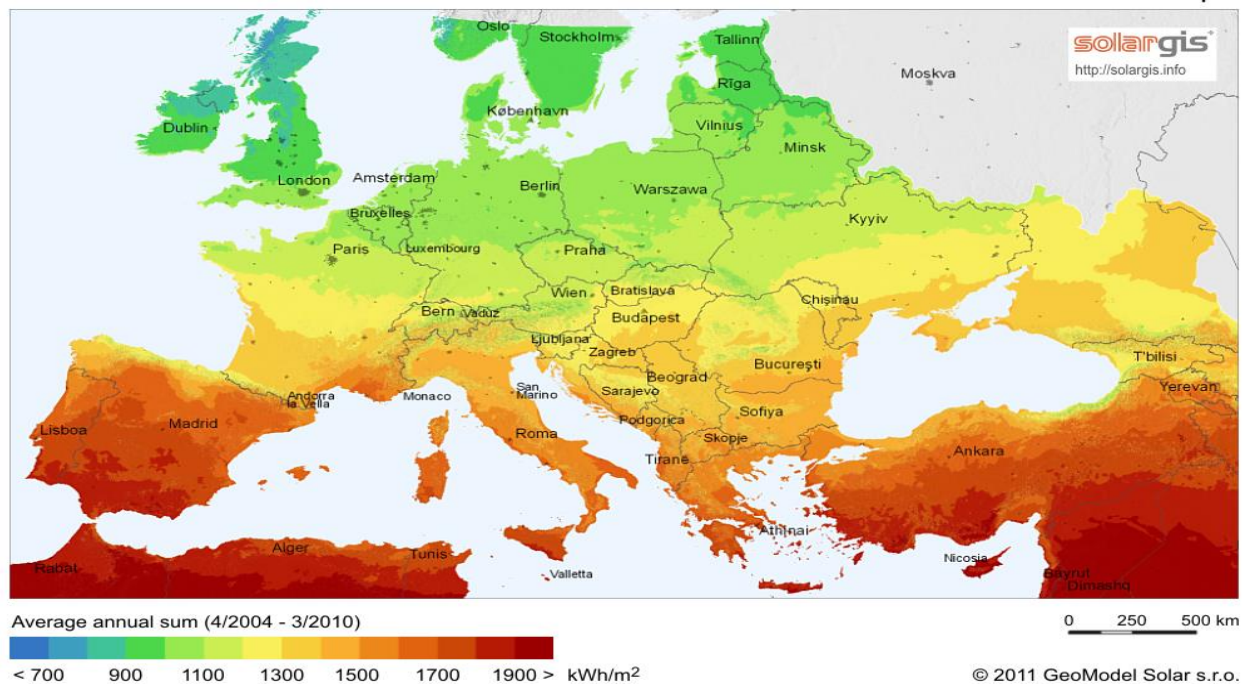 Oslo
Stockholm
Tallinn
solargis
http://solargis.info
Moskva
Rīga
København
Vilnius
Dublin
Minsk
London
Amsterdam
Berlin
Warszawa
Bruxelles
Kyyiv
Paris
Luxembourg
Praha
Wien
Bratislava
Chişinau
Bern
Vaduz
Budapest
Ljubljana
Zagreb
T'bilisi
Bucureşti
Beograd
San
Marino
Sarajevo
Yerevan
Andorra
la Vella
Monaco
Podgorica
Sofiya
Lisboa
Madrid
Roma
Skopje
Tirane
Ankara
Athinai
Alger
Tunis
Nicosia
Rabat
Valletta
Bayrut
Dimashq
Average annual sum (4/2004 - 3/2010)
0 250 500 km
< 700 900 1100 1300 1500 1700 1900 > kWh/m²
© 2011 GeoModel Solar s.r.o.